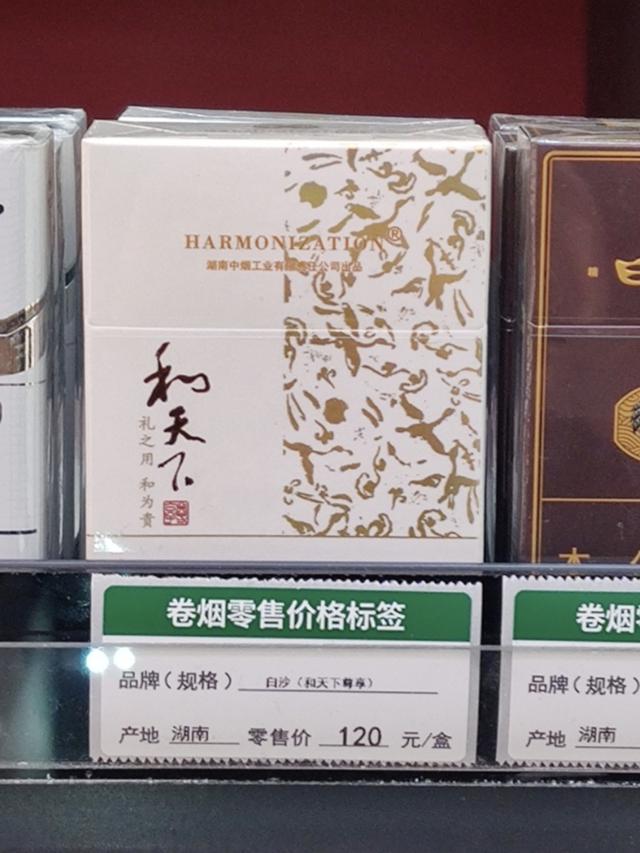 HARMONIZATION®
湖南中烟工业有限责任公司出品
和天下
礼之用 和为贵
卷烟零售价格标签
品牌（规格） 白沙（和天下尊享）
产地 湖南 零售价 120 元/盒
卷烟零
品牌（规格）
产地 湖南